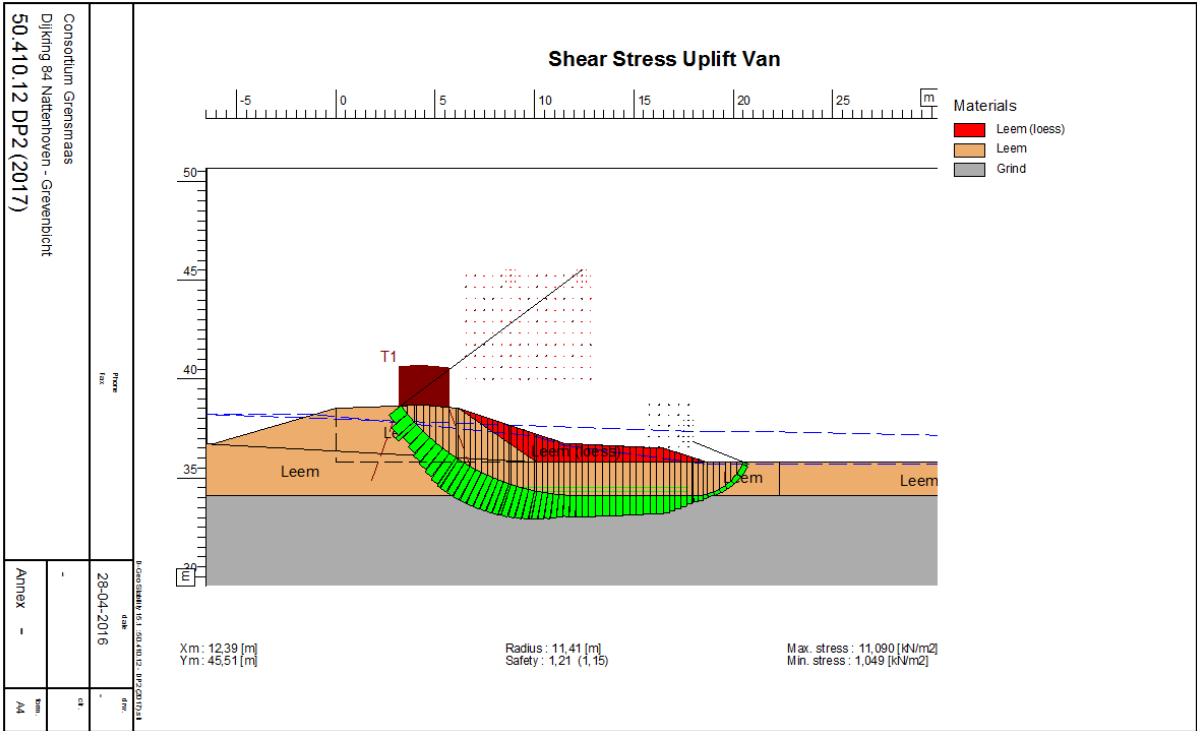 Shear Stress Uplift Van
-5
0
5
10
15
20
25
m
Materials
Leem (loess)
Leem
Grind
50
45
40
35
m
T1
Leem
Leem (loess)
Leem
Leem
Xm : 12,39 [m]
Ym : 45,51 [m]
Radius : 11,41 [m]
Safety : 1,21 (1,15)
Max. stress : 11,090 [kN/m2]
Min. stress : 1,049 [kN/m2]
Consortium Grensmaas
Dijkring 84 Nattenhoven - Grevenbicht
50.410.12 DP2 (2017)
Phone
Fax
date
28-04-2016
drw.
-
-
ctr.
Annex -
form.
A4